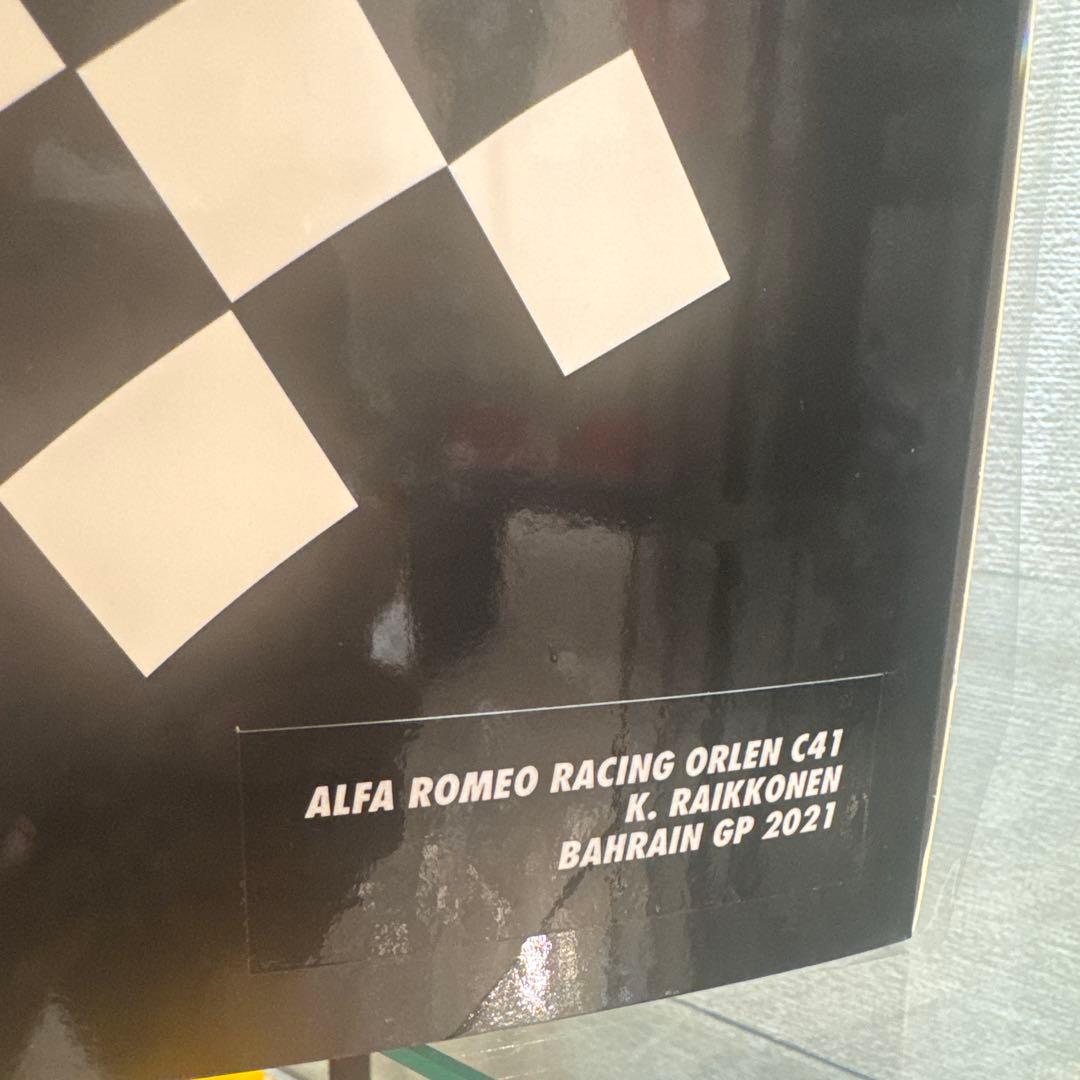 ALFA ROMEO RACING ORLEN C41
K. RAIKKONEN
BAHRAIN GP 2021